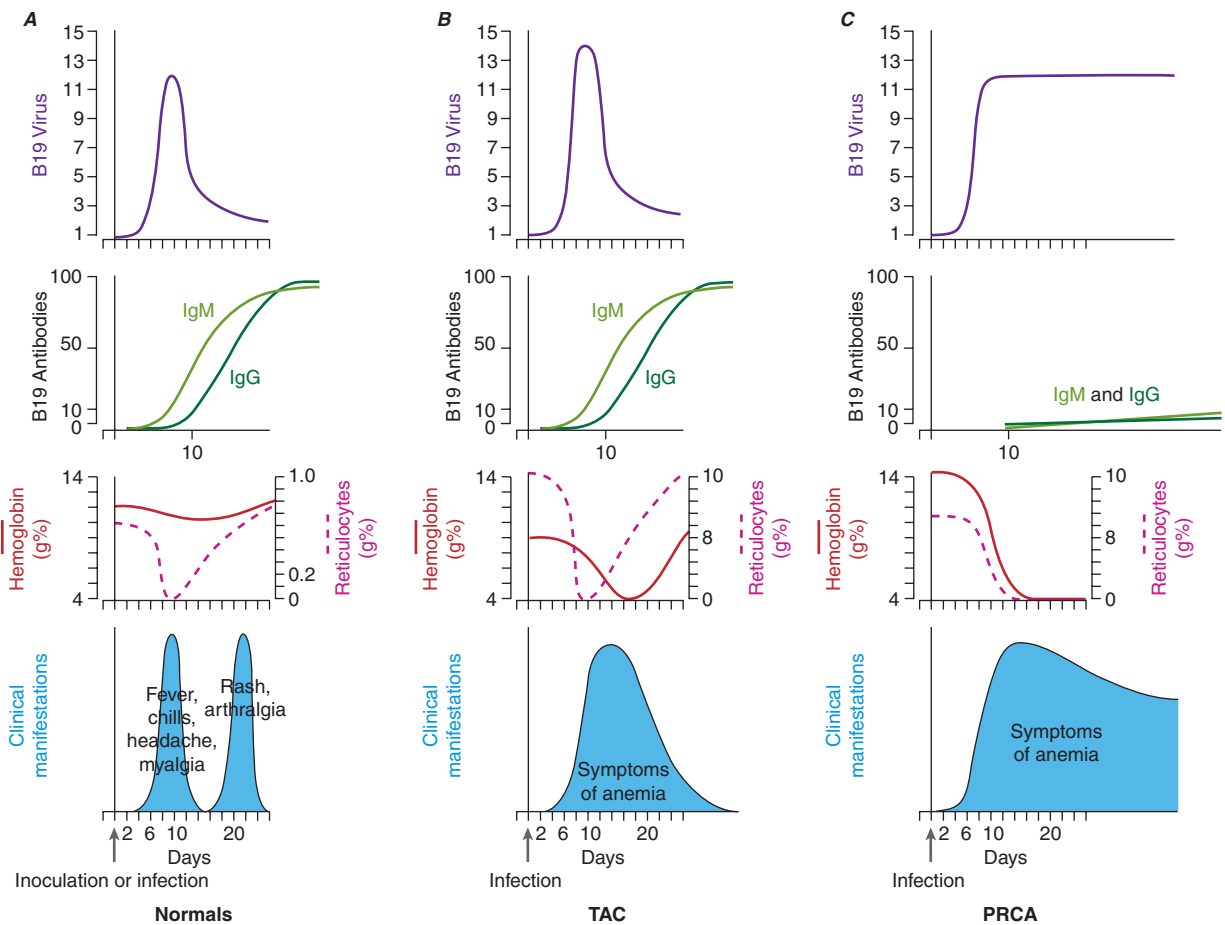 A
15
13
11
9
7
5
3
1
B19 Virus
100
50
10
0
B19 Antibodies
IgM
IgG
10
14
4
Hemoglobin
(g%)
1.0
0.2
0
Reticulocytes
(g%)
Clinical
manifestations
Fever,
chills,
headache,
myalgia
Rash,
arthralgia
2 6 10 20
Days
Inoculation or infection
Normals
B
15
13
11
9
7
5
3
1
B19 Virus
100
50
10
0
B19 Antibodies
IgM
IgG
10
14
4
Hemoglobin
(g%)
10
8
0
Reticulocytes
(g%)
Clinical
manifestations
Symptoms
of anemia
2 6 10 20
Days
Infection
TAC
C
15
13
11
9
7
5
3
1
B19 Virus
100
50
10
0
B19 Antibodies
IgM and IgG
10
14
4
Hemoglobin
(g%)
10
8
0
Reticulocytes
(g%)
Clinical
manifestations
Symptoms
of anemia
2 6 10 20
Days
Infection
PRCA